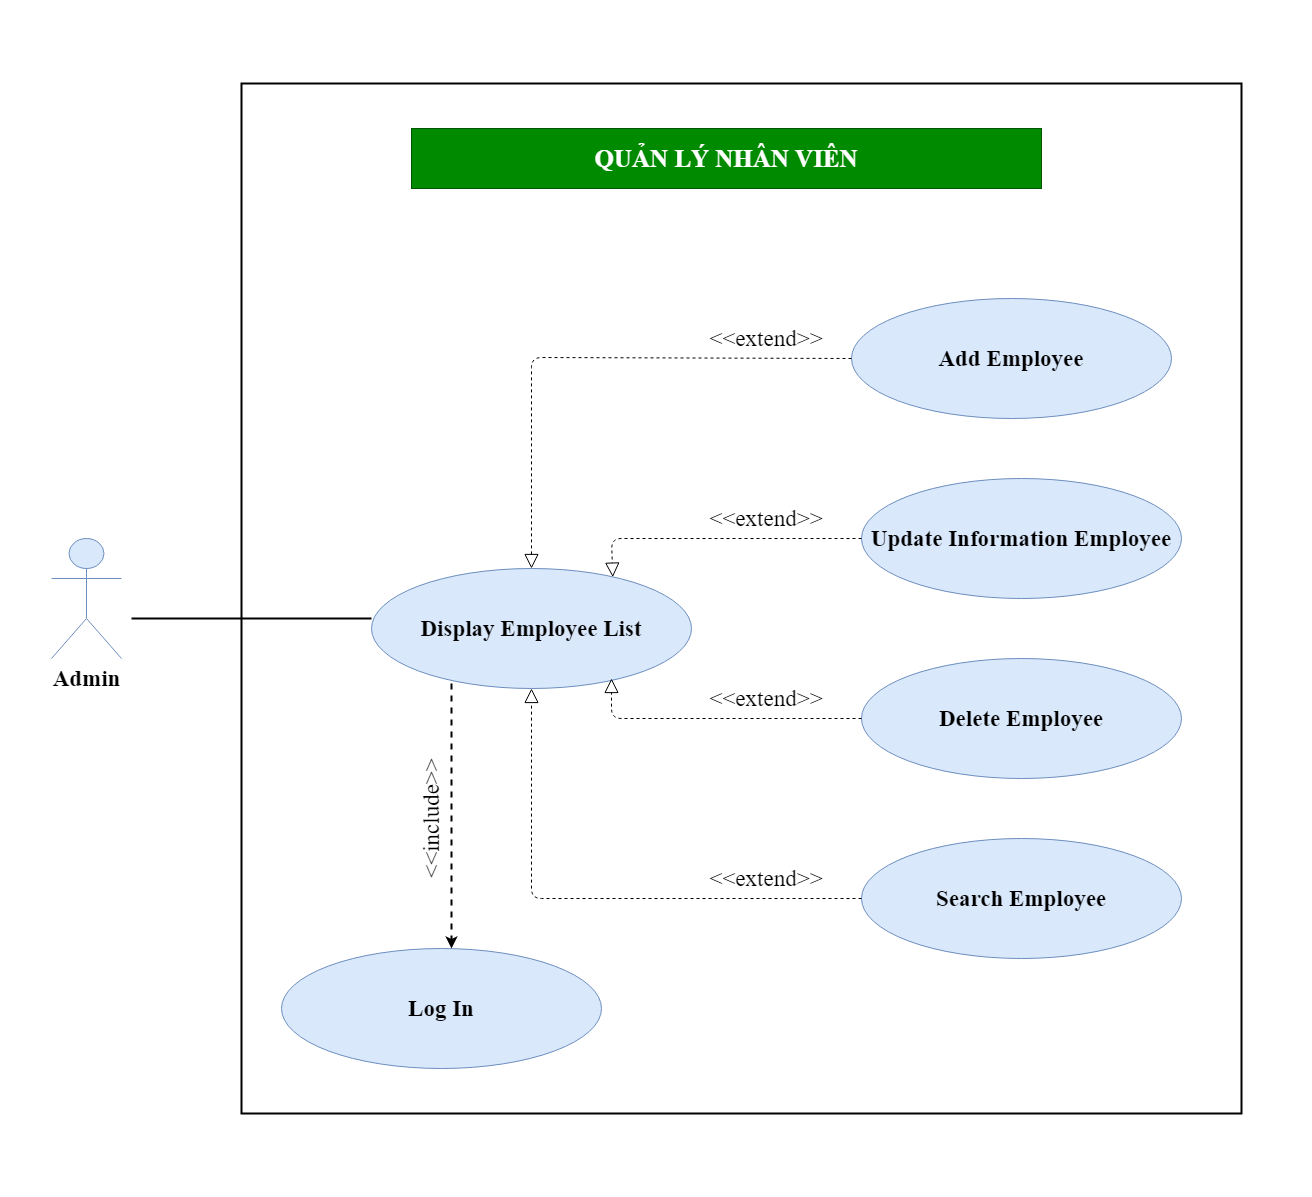 QUẢN LÝ NHÂN VIÊN
<<extend>>
Add Employee
<<extend>>
Update Information Employee
Display Employee List
Admin
<<extend>>
Delete Employee
<<include>>
<<extend>>
Search Employee
Log In